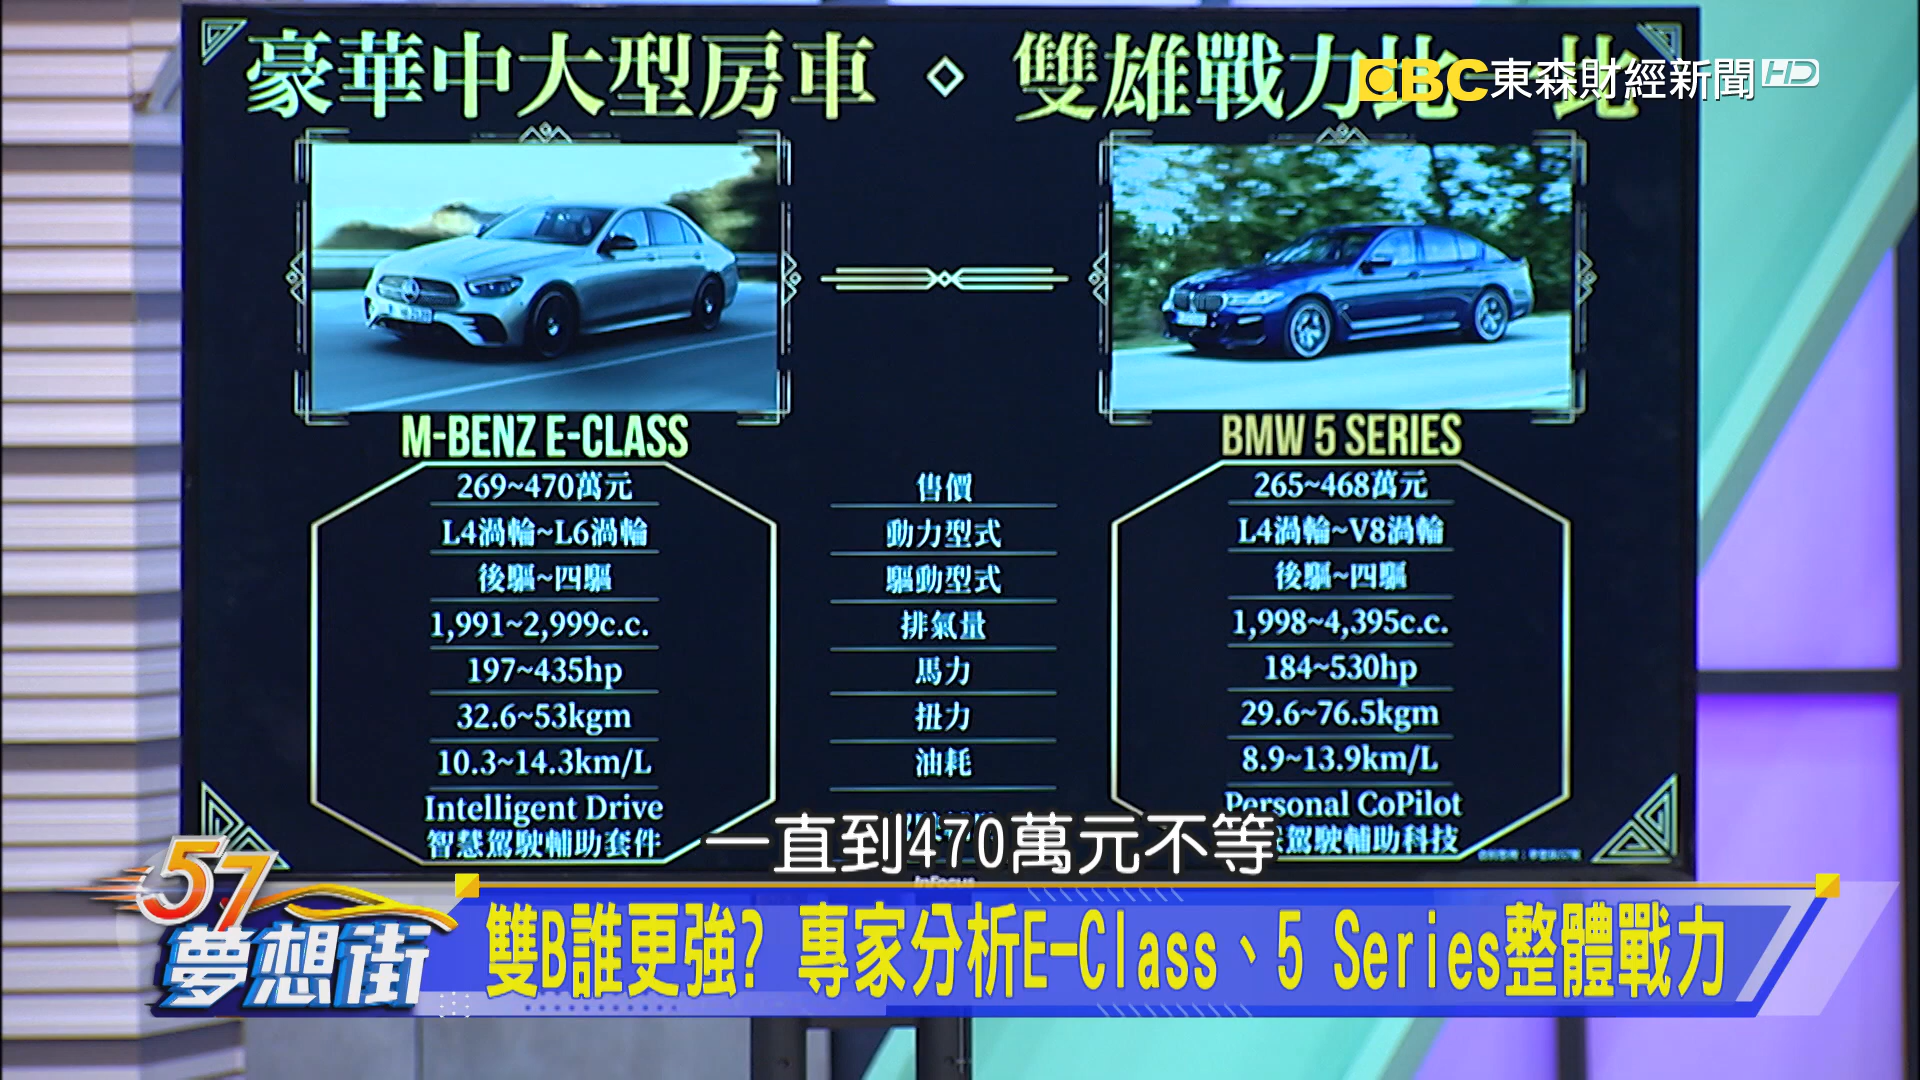 豪華中大型房車 ◇ 雙雄戰力比一比
EBC 東森財經新聞 HD
M-BENZ E-CLASS
BMW 5 SERIES
269~470萬元 售價 265~468萬元
L4渦輪~L6渦輪 動力型式 L4渦輪~V8渦輪
後驅~四驅 驅動型式 後驅~四驅
1,991~2,999c.c. 排氣量 1,998~4,395c.c.
197~435hp 馬力 184~530hp
32.6~53kgm 扭力 29.6~76.5kgm
10.3~14.3km/L 油耗 8.9~13.9km/L
Intelligent Drive Personal CoPilot
智慧駕駛輔助套件 駕駛輔助科技
一直到470萬元不等
InFocus
57夢想街
雙B誰更強? 專家分析E-Class、5 Series整體戰力